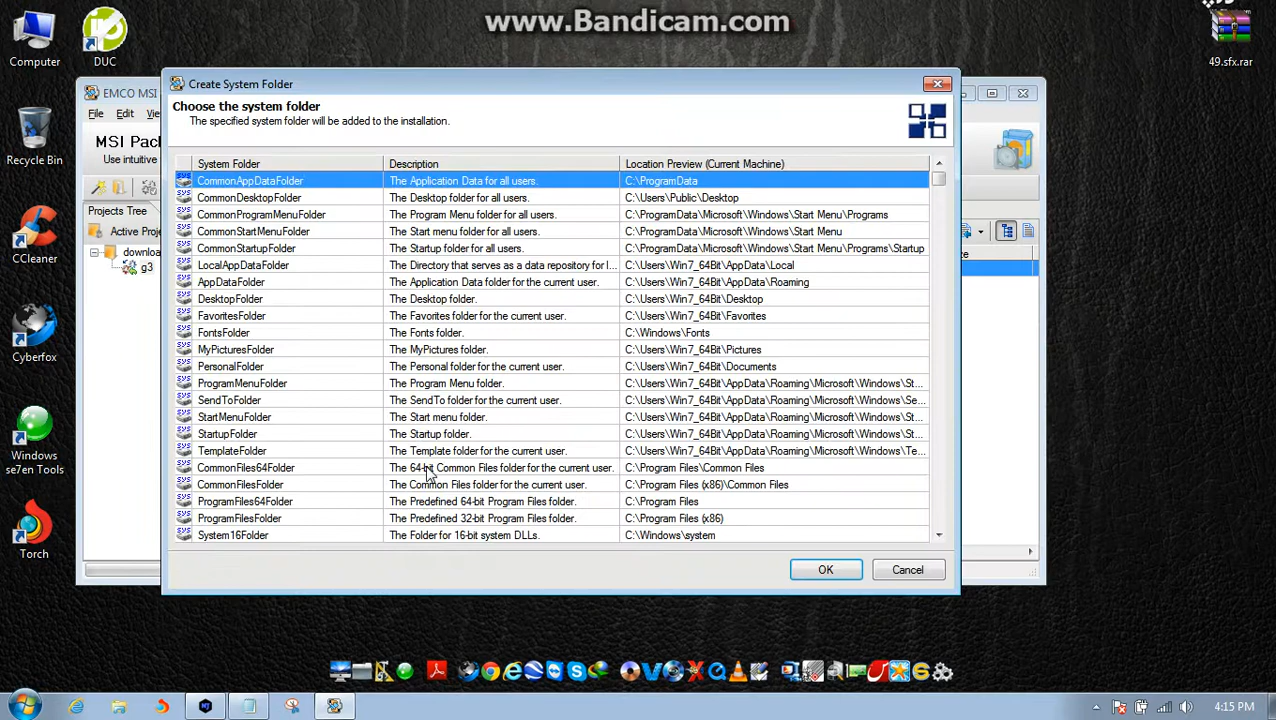 www.Bandicam.com
Computer
DUC
49.sfx.rar
Recycle Bin
CCleaner
Cyberfox
Windows se7en Tools
Torch
EMCO MSI
File Edit
MSI Pac
Use intuitive
Projects Tree
Active Proje
downloa
g3
Create System Folder
Choose the system folder
The specified system folder will be added to the installation.
System Folder Description Location Preview (Current Machine)
CommonAppDataFolder The Application Data for all users. C:\ProgramData
CommonDesktopFolder The Desktop folder for all users. C:\Users\Public\Desktop
CommonProgramMenuFolder The Program Menu folder for all users. C:\ProgramData\Microsoft\Windows\Start Menu\Programs
CommonStartMenuFolder The Start menu folder for all users. C:\ProgramData\Microsoft\Windows\Start Menu
CommonStartupFolder The Startup folder for all users. C:\ProgramData\Microsoft\Windows\Start Menu\Programs\Startup
LocalAppDataFolder The Directory that serves as a data repository for l... C:\Users\Win7_64Bit\AppData\Local
AppDataFolder The Application Data folder for the current user. C:\Users\Win7_64Bit\AppData\Roaming
DesktopFolder The Desktop folder. C:\Users\Win7_64Bit\Desktop
FavoritesFolder The Favorites folder for the current user. C:\Users\Win7_64Bit\Favorites
FontsFolder The Fonts folder. C:\Windows\Fonts
MyPicturesFolder The MyPictures folder. C:\Users\Win7_64Bit\Pictures
PersonalFolder The Personal folder for the current user. C:\Users\Win7_64Bit\Documents
ProgramMenuFolder The Program Menu folder. C:\Users\Win7_64Bit\AppData\Roaming\Microsoft\Windows\St...
SendToFolder The SendTo folder for the current user. C:\Users\Win7_64Bit\AppData\Roaming\Microsoft\Windows\Se...
StartMenuFolder The Start menu folder. C:\Users\Win7_64Bit\AppData\Roaming\Microsoft\Windows\St...
StartupFolder The Startup folder. C:\Users\Win7_64Bit\AppData\Roaming\Microsoft\Windows\St...
TemplateFolder The Template folder for the current user. C:\Users\Win7_64Bit\AppData\Roaming\Microsoft\Windows\Te...
CommonFiles64Folder The 64-bit Common Files folder for the current user. C:\Program Files\Common Files
CommonFilesFolder The Common Files folder for the current user. C:\Program Files (x86)\Common Files
ProgramFiles64Folder The Predefined 64-bit Program Files folder. C:\Program Files
ProgramFilesFolder The Predefined 32-bit Program Files folder. C:\Program Files (x86)
System16Folder The Folder for 16-bit system DLLs. C:\Windows\system
OK Cancel
4:15 PM